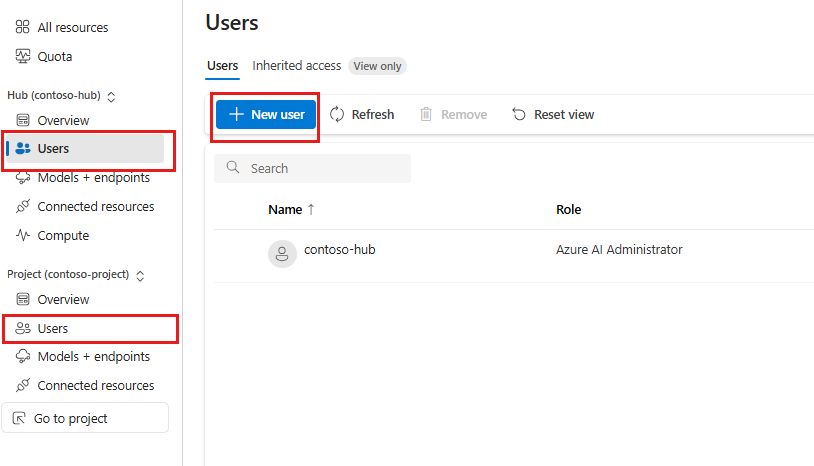 All resources
Quota
Hub (contoso-hub)
Overview
Users
Models + endpoints
Connected resources
Compute
Project (contoso-project)
Overview
Users
Models + endpoints
Connected resources
Go to project
Users
Users Inherited access View only
New user Refresh Remove Reset view
Search
Name ↑ Role
contoso-hub Azure AI Administrator